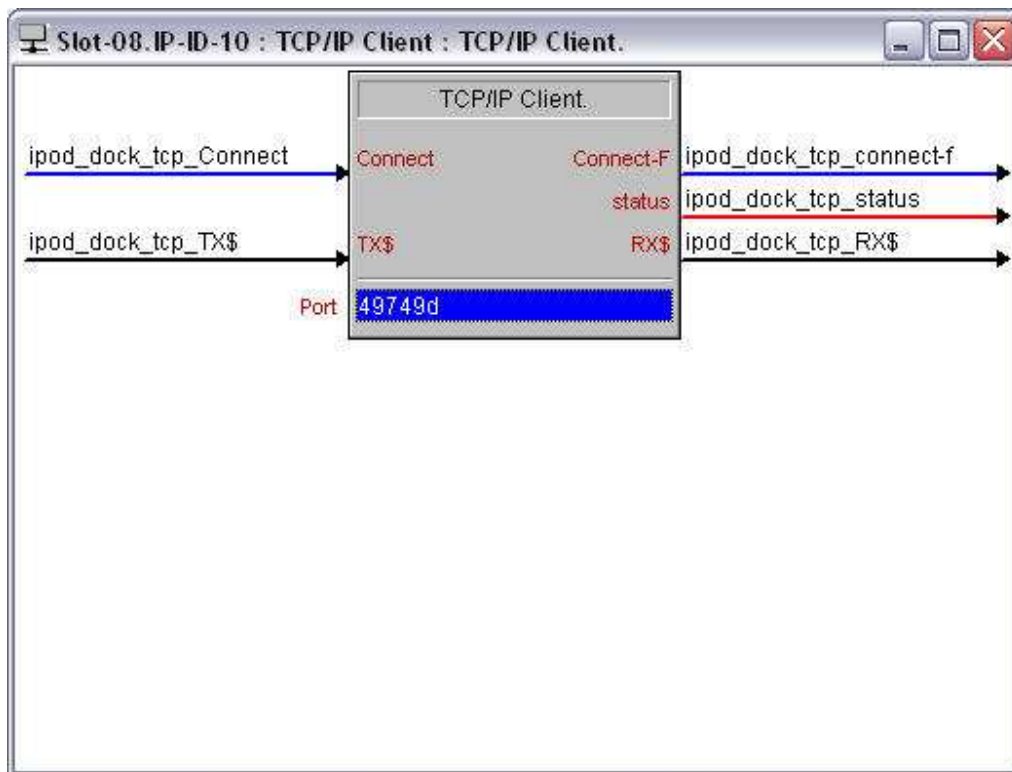 Slot-08.IP-ID-10 : TCP/IP Client : TCP/IP Client.
TCP/IP Client.
ipod_dock_tcp_Connect Connect Connect-F ipod_dock_tcp_connect-f
status ipod_dock_tcp_status
ipod_dock_tcp_TX$ TX$ RX$ ipod_dock_tcp_RX$
Port 49749d